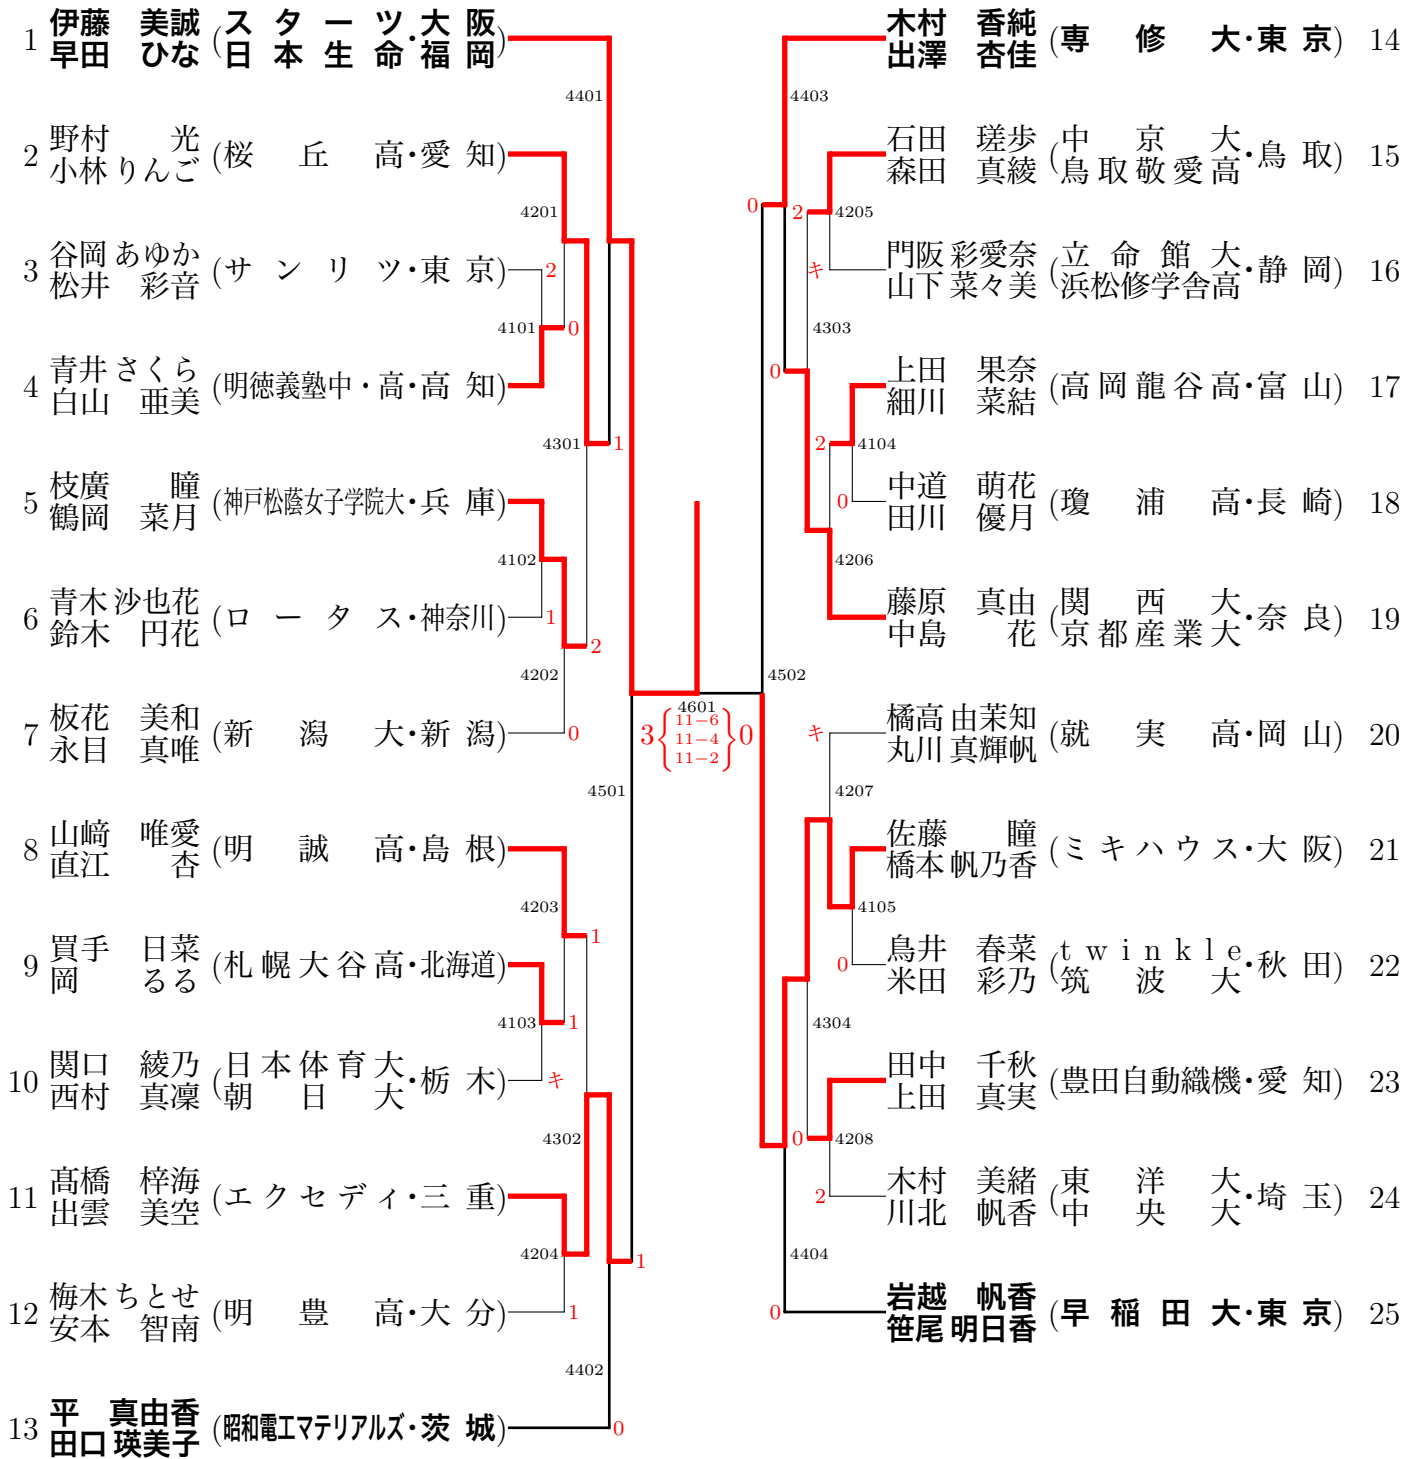 1 伊藤 美誠 早田 ひな (スターツ 日本生命・大阪 福岡)
4401
2 野村 光 小林 りんご (桜丘高・愛知)
4201
3 谷岡 あゆか 松井 彩音 (サンリツ・東京)
2
4101
0
4 青井 さくら 白山 亜美 (明徳義塾中・高・高知)
4301
1
5 枝廣 瞳 鶴岡 菜月 (神戸松蔭女子学院大・兵庫)
4102
6 青木 沙也花 鈴木 円花 (ロータス・神奈川)
1
2
4202
7 板花 美和 永目 真唯 (新潟大・新潟)
0
4501
8 山﨑 唯愛 直江 杏 (明誠高・島根)
4203
1
9 買手 日菜 岡 るる (札幌大谷高・北海道)
4103
1
10 関口 綾乃 西村 真凜 (日本体育大 朝日大・栃木)
キ
4302
11 髙橋 梓海 出雲 美空 (エクセディ・三重)
4204
1
12 梅木 ちとせ 安本 智南 (明豊高・大分)
1
4402
13 平 真由香 田口 瑛美子 (昭和電工マテリアルズ・茨城)
0
4601
3 { 11−6
11−4
11−2 } 0
木村 香純 出澤 杏佳 (専修大・東京) 14
4403
石田 瑳歩 森田 真綾 (中京大 鳥取敬愛高・鳥取) 15
0
2
4205
門阪 彩愛奈 山下 菜々美 (立命館大 浜松修学舎高・静岡) 16
キ
4303
0
上田 果奈 細川 菜結 (高岡龍谷高・富山) 17
2
4104
中道 萌花 田川 優月 (瓊浦高・長崎) 18
0
4206
藤原 真由 中島 花 (関西大 京都産業大・奈良) 19
4502
橘高 由茉知 丸川 真輝帆 (就実高・岡山) 20
キ
4207
佐藤 瞳 橋本 帆乃香 (ミキハウス・大阪) 21
4105
鳥井 春菜 米田 彩乃 (twinkle 筑波大・秋田) 22
0
4304
田中 千秋 上田 真実 (豊田自動織機・愛知) 23
0
4208
木村 美緒 川北 帆香 (東洋大 中央大・埼玉) 24
2
4404
岩越 帆香 笹尾 明日香 (早稲田大・東京) 25
0